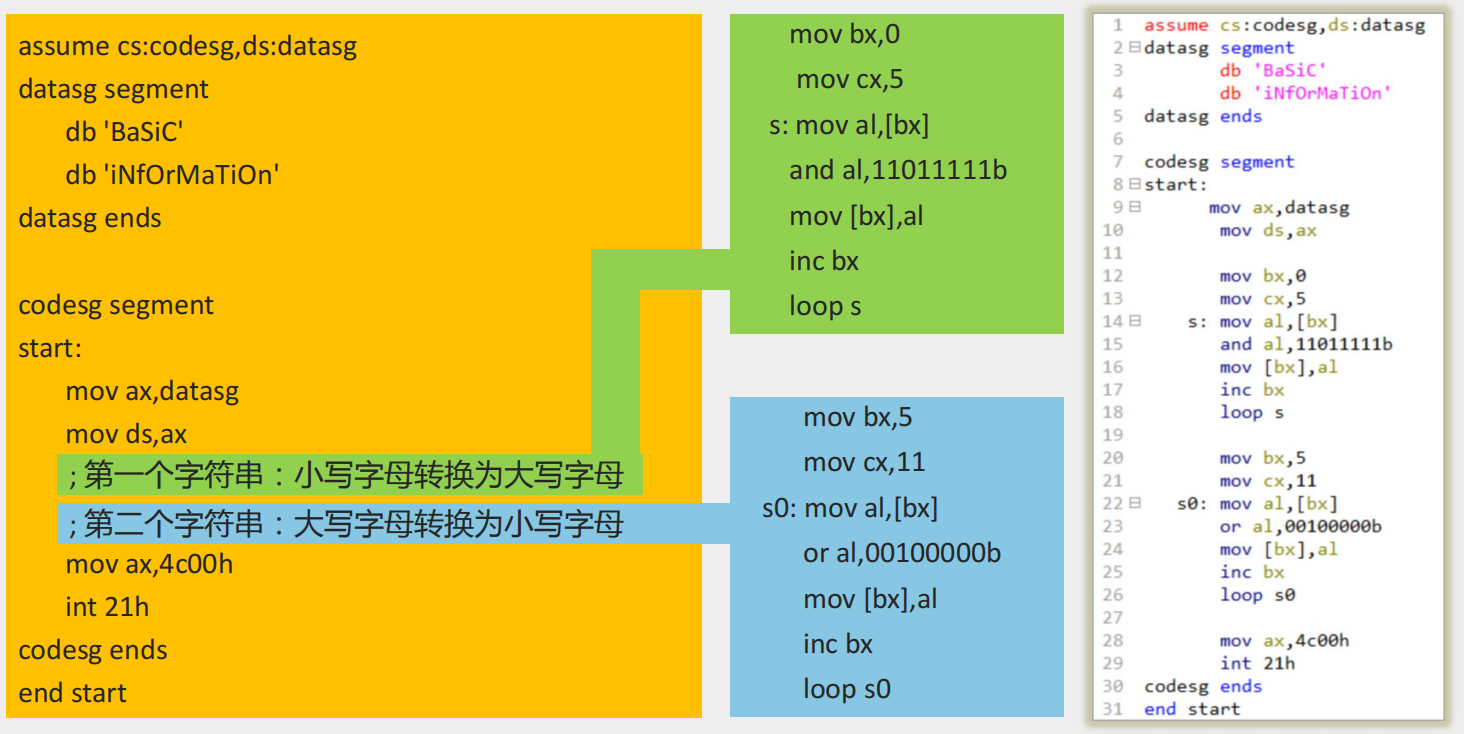 assume cs:codesg,ds:datasg
datasg segment
db 'BaSiC'
db 'iNfOrMaTiOn'
datasg ends
codesg segment
start:
mov ax,datasg
mov ds,ax
; 第一个字符串：小写字母转换为大写字母
; 第二个字符串：大写字母转换为小写字母
mov ax,4c00h
int 21h
codesg ends
end start
mov bx,0
mov cx,5
s: mov al,[bx]
and al,11011111b
mov [bx],al
inc bx
loop s
mov bx,5
mov cx,11
s0: mov al,[bx]
or al,00100000b
mov [bx],al
inc bx
loop s0
1 assume cs:codesg,ds:datasg
2 datasg segment
3 db 'BaSiC'
4 db 'iNfOrMaTiOn'
5 datasg ends
6
7 codesg segment
8 start:
9 mov ax,datasg
10 mov ds,ax
11
12 mov bx,0
13 mov cx,5
14 s: mov al,[bx]
15 and al,11011111b
16 mov [bx],al
17 inc bx
18 loop s
19
20 mov bx,5
21 mov cx,11
22 s0: mov al,[bx]
23 or al,00100000b
24 mov [bx],al
25 inc bx
26 loop s0
27
28 mov ax,4c00h
29 int 21h
30 codesg ends
31 end start